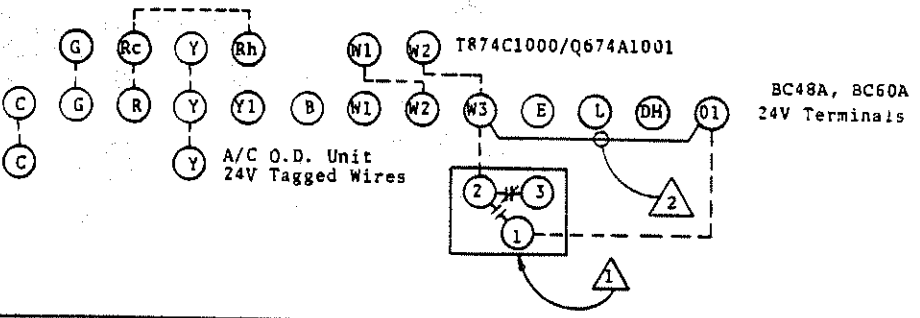 G Rc Y Rh W1 W2 T874C1000/Q674A1001
C G R Y Y1 B W1 W2 W3 E L DH O1 BC48A, BC60A
24V Terminals
C Y A/C O.D. Unit
24V Tagged Wires
2 3 2
1
1